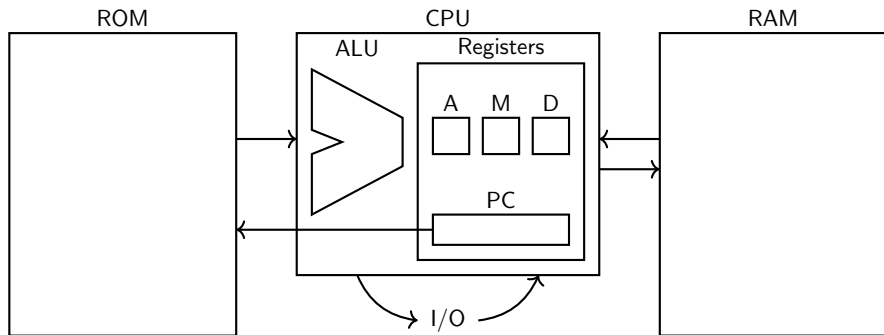 ROM
CPU
RAM
ALU
Registers
A
M
D
PC
I/O